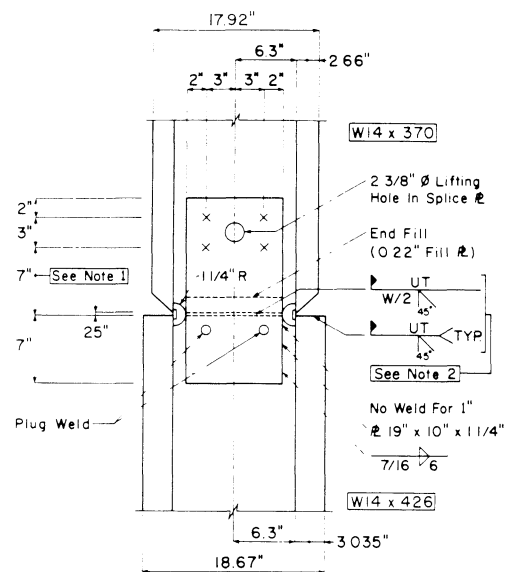 17.92"
6.3"
2.66"
2" 3" 3" 2"
W14 x 370
2 3/8" Ø Lifting
Hole In Splice ⅊
2"
3"
7"
See Note 1
1 1/4" R
End Fill
(0.22" Fill ⅊)
UT
W/2
45°
UT
45°
TYP
25"
7"
See Note 2
Plug Weld
No Weld For 1"
⅊ 19" x 10" x 1 1/4"
7/16 6
W14 x 426
6.3"
3.035"
18.67"